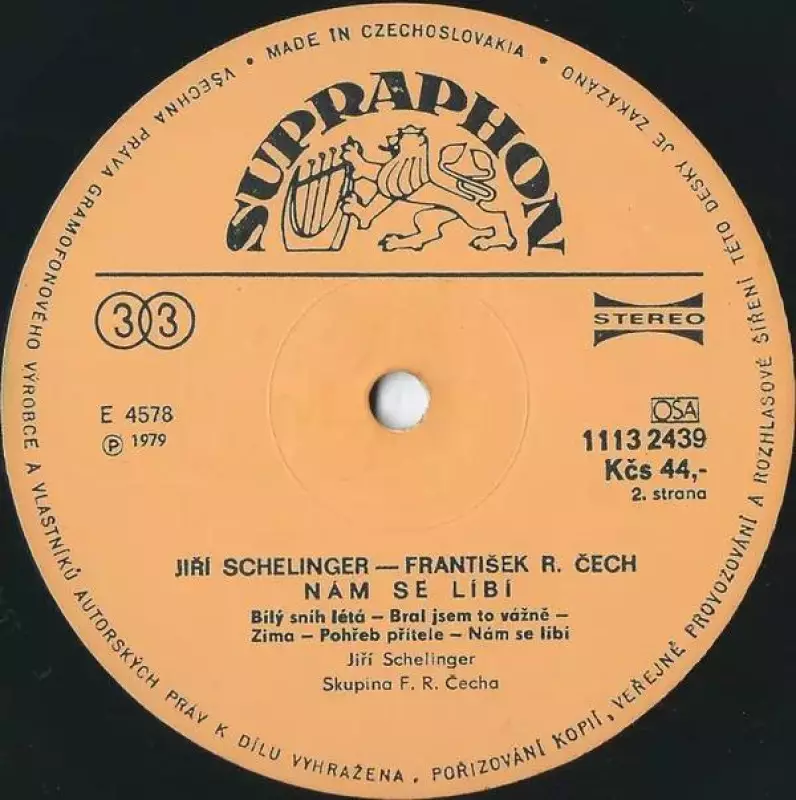 • MADE IN CZECHOSLOVAKIA •
VŠECHNA PRÁVA GRAMOFONOVÉHO VÝROBCE A VLASTNÍKŮ AUTORSKÝCH PRÁV K DÍLU VYHRAŽENA, POŘIZOVÁNÍ KOPIÍ, VEŘEJNÉ PROVOZOVÁNÍ A ROZHLASOVÉ ŠÍŘENÍ TÉTO DESKY JE ZAKÁZÁNO
SUPRAPHON
33
STEREO
E 4578
Ⓟ 1979
OSA
1113 2439
Kčs 44,-
2. strana
JIŘÍ SCHELINGER — FRANTIŠEK R. ČECH
NÁM SE LÍBÍ
Bílý sníh létá – Bral jsem to vážně –
Zima – Pohřeb přítele – Nám se líbí
Jiří Schelinger
Skupina F. R. Čecha